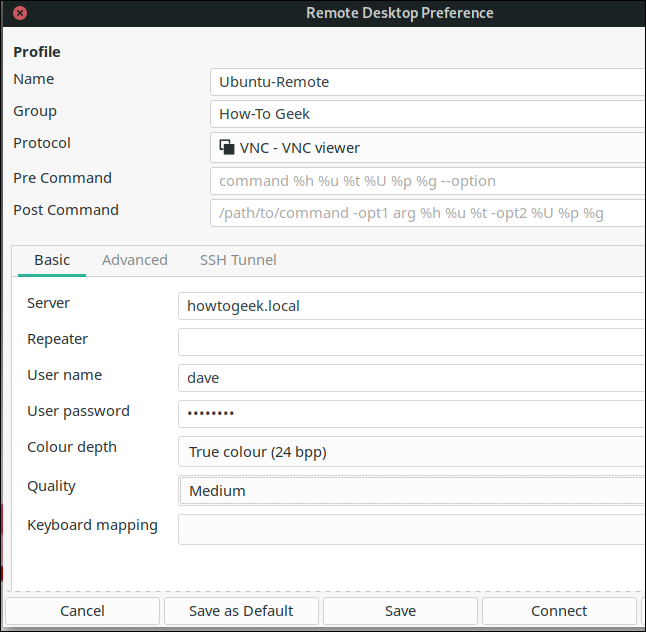 Remote Desktop Preference
Profile
Name Ubuntu-Remote
Group How-To Geek
Protocol VNC - VNC viewer
Pre Command command %h %u %t %U %p %g --option
Post Command /path/to/command -opt1 arg %h %u %t -opt2 %U %p %g
Basic Advanced SSH Tunnel
Server howtogeek.local
Repeater
User name dave
User password ••••••••
Colour depth True colour (24 bpp)
Quality Medium
Keyboard mapping
Cancel Save as Default Save Connect